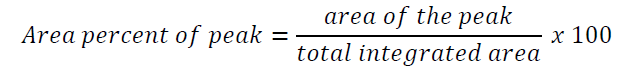 Area percent of peak = area of the peak / total integrated area x 100